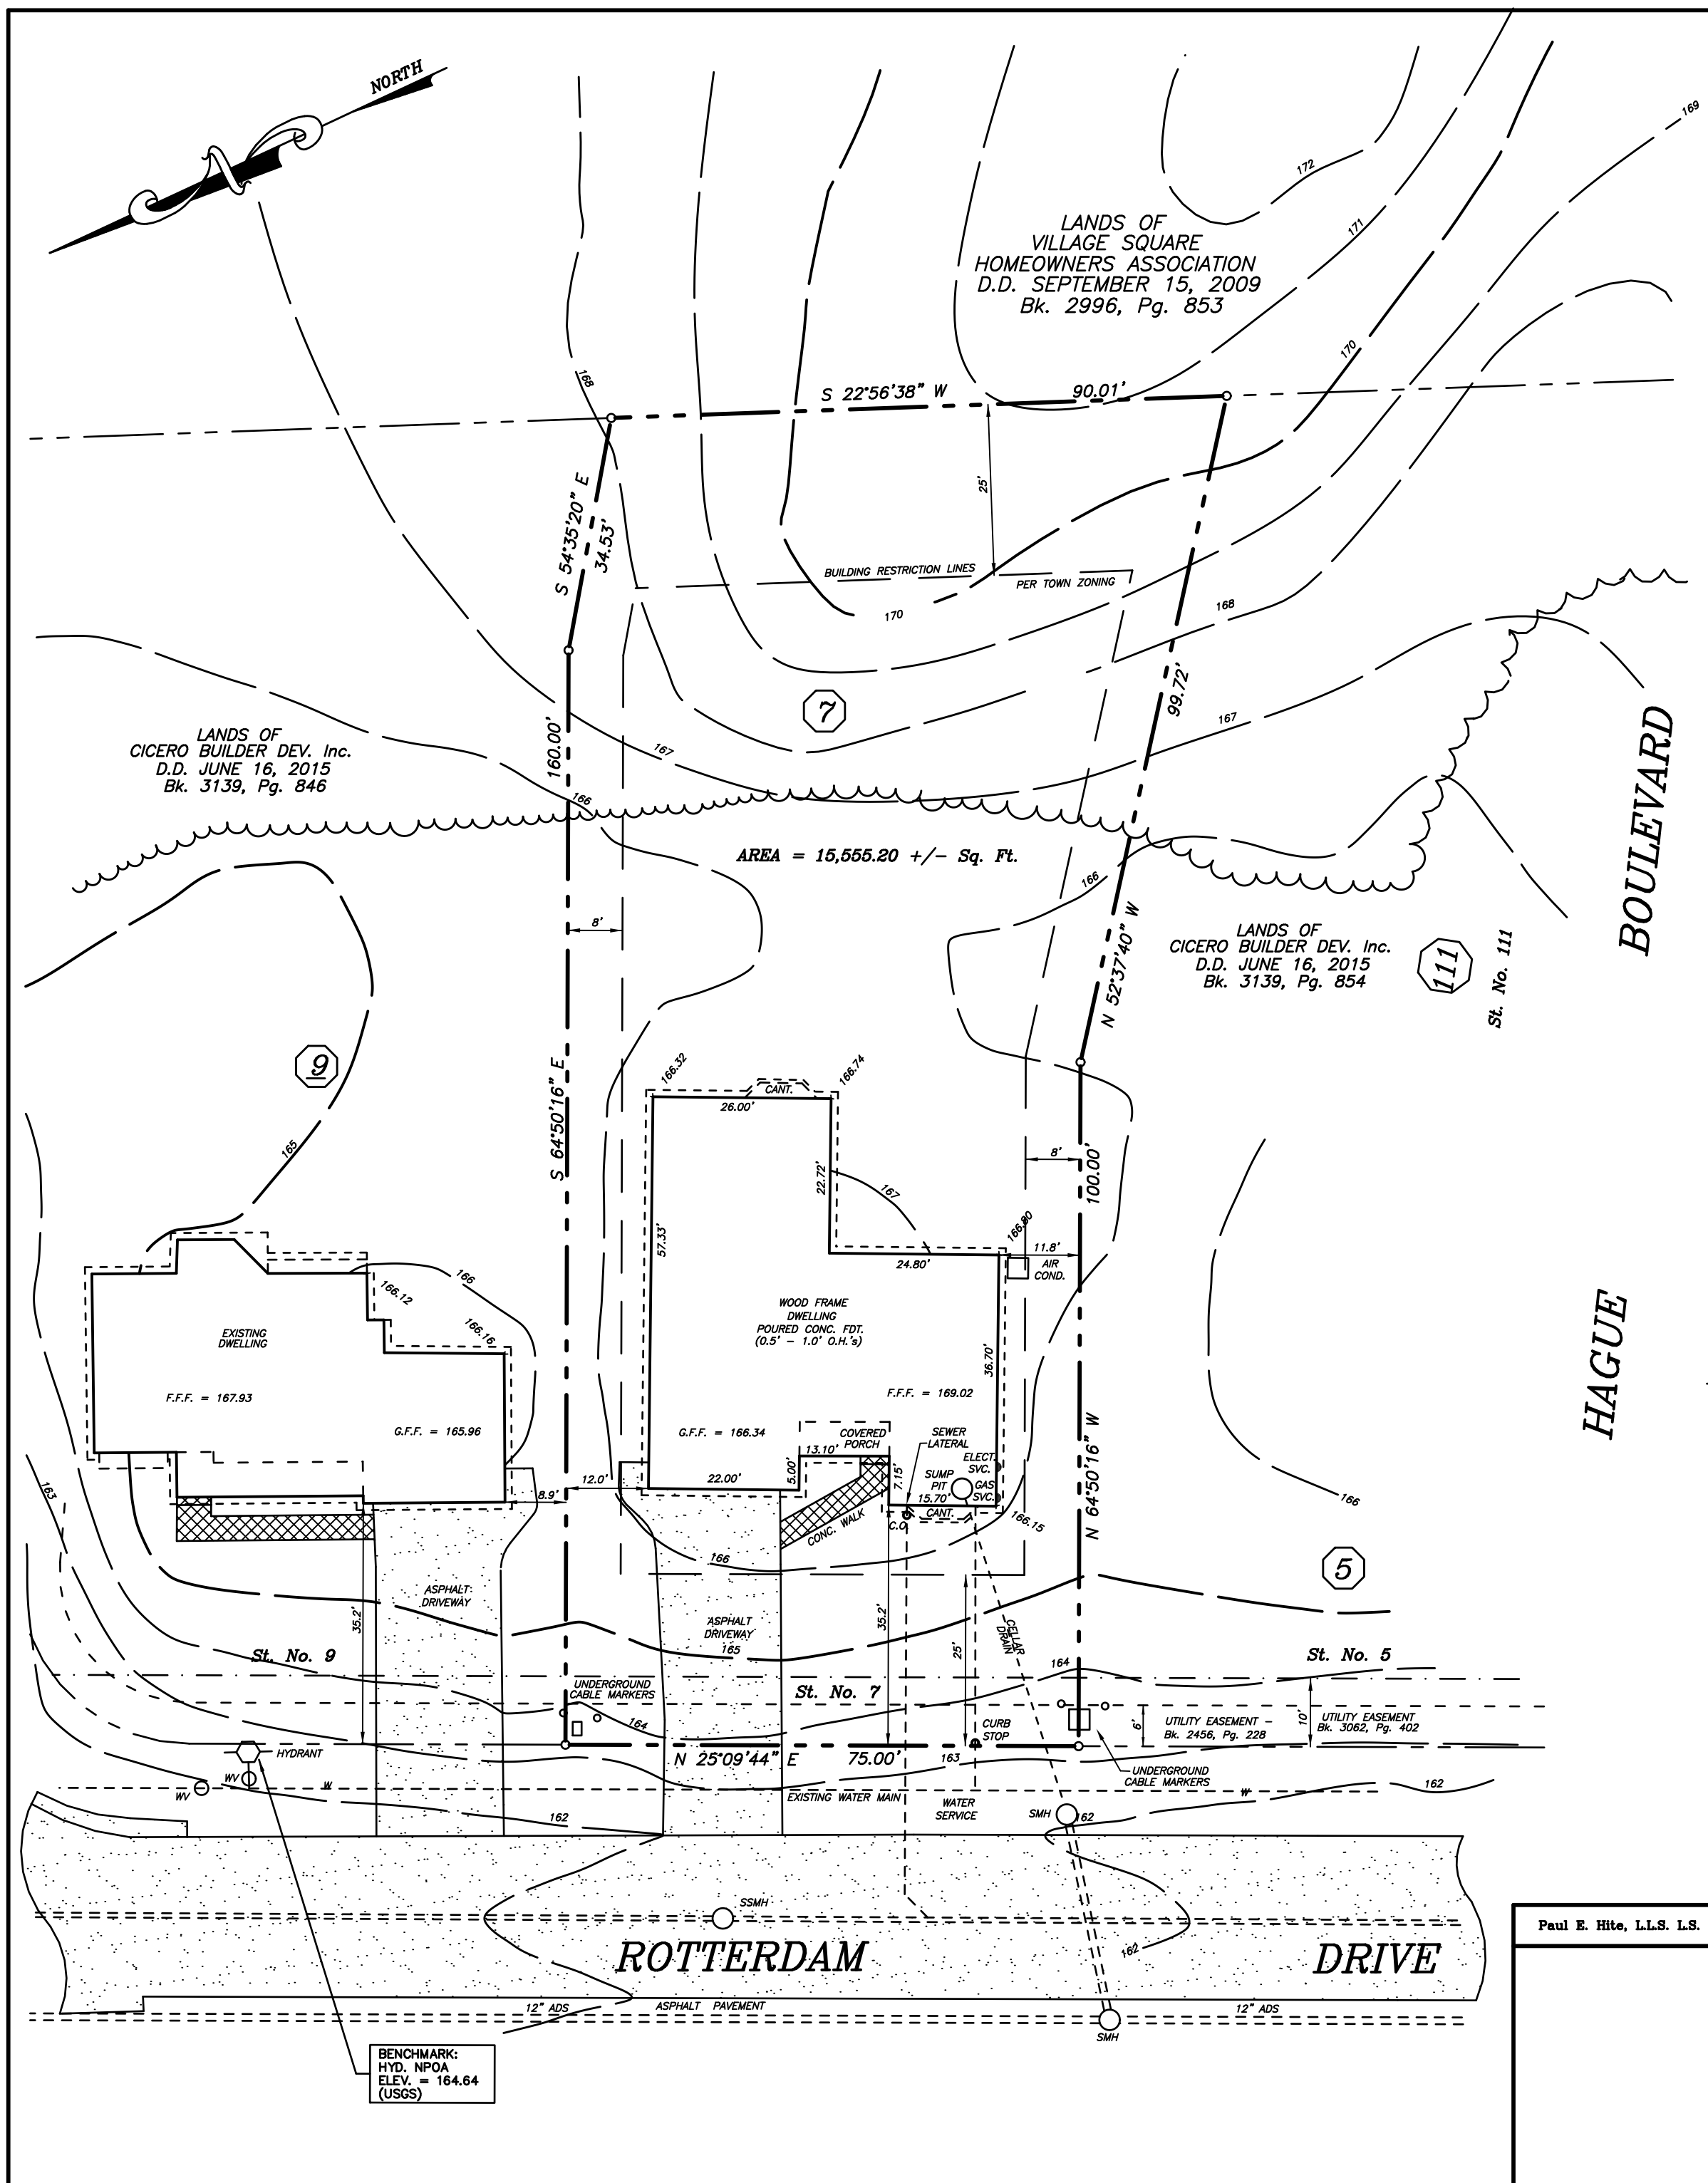 NORTH
N
LANDS OF
VILLAGE SQUARE
HOMEOWNERS ASSOCIATION
D.D. SEPTEMBER 15, 2009
Bk. 2996, Pg. 853
172
169
171
170
168
S 22°56'38" W 90.01'
25'
S 54°35'20" E
34.53'
BUILDING RESTRICTION LINES
PER TOWN ZONING
170
168
7
99.72'
167
LANDS OF
CICERO BUILDER DEV. Inc.
D.D. JUNE 16, 2015
Bk. 3139, Pg. 846
160.00'
167
166
AREA = 15,555.20 +/- Sq. Ft.
166
8'
N 52°37'40" W
LANDS OF
CICERO BUILDER DEV. Inc.
D.D. JUNE 16, 2015
Bk. 3139, Pg. 854
111
St. No. 111
HAGUE BOULEVARD
9
165
S 64°50'16" E
166.32
CANT.
166.74
26.00'
22.72'
167
57.33'
8'
100.00'
166.80
11.8'
24.80'
AIR
COND.
166
166.12
166.16
EXISTING
DWELLING
F.F.F. = 167.93
G.F.F. = 165.96
WOOD FRAME
DWELLING
POURED CONC. FDT.
(0.5' - 1.0' O.H.'s)
36.70'
F.F.F. = 169.02
G.F.F. = 166.34
COVERED
PORCH
SEWER
LATERAL
13.10'
ELECT.
SVC.
SUMP
PIT
GAS
SVC.
22.00'
5.00'
7.15'
15.70'
CANT.
C.O.
166.15
N 64°50'16" W
12.0'
8.9'
CONC. WALK
166
166
5
163
ASPHALT
DRIVEWAY
ASPHALT
DRIVEWAY
165
35.2'
35.2'
25'
CELLAR
DRAIN
St. No. 9
St. No. 5
164
UNDERGROUND
CABLE MARKERS
St. No. 7
164
CURB
STOP
6'
UTILITY EASEMENT -
Bk. 2456, Pg. 228
10'
UTILITY EASEMENT
Bk. 3062, Pg. 402
HYDRANT
N 25°09'44" E 75.00'
163
UNDERGROUND
CABLE MARKERS
WV
WV
W
EXISTING WATER MAIN
WATER
SERVICE
W
162
162
SMH
162
SSMH
ROTTERDAM DRIVE
162
12" ADS
ASPHALT PAVEMENT
12" ADS
SMH
BENCHMARK:
HYD. NPOA
ELEV. = 164.64
(USGS)
Paul E. Hite, L.L.S. L.S.